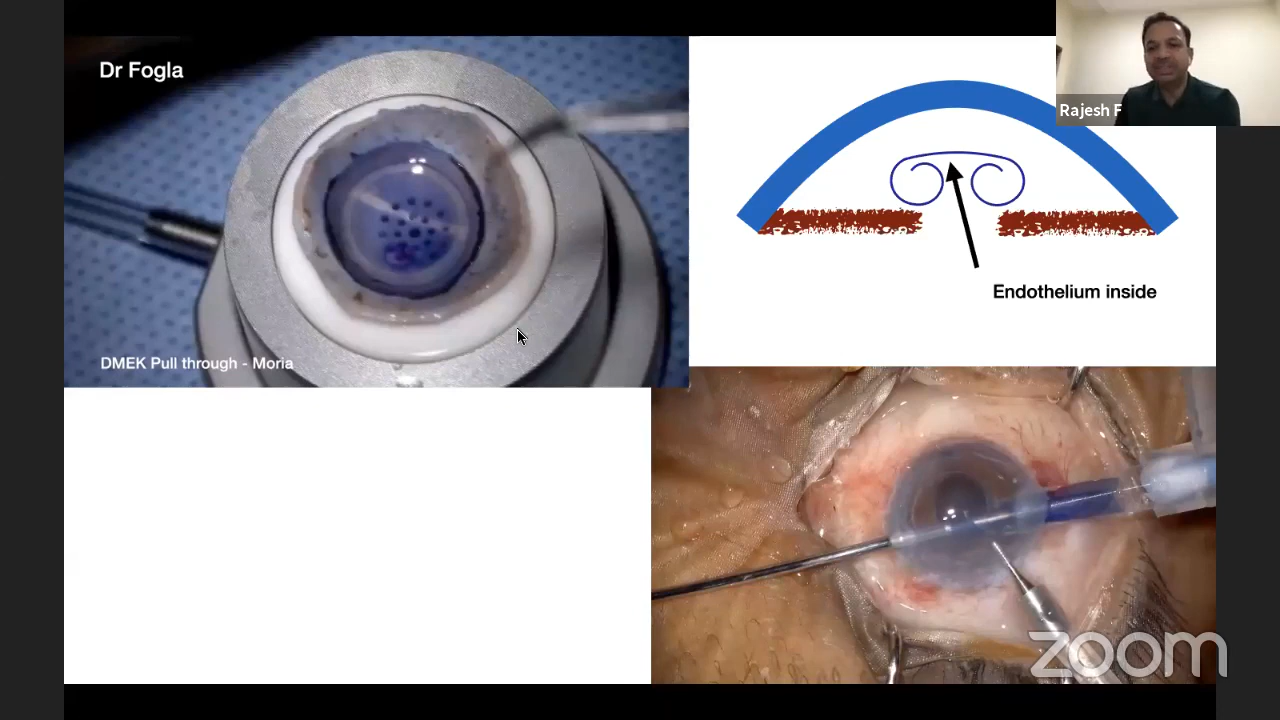 Dr Fogla
Rajesh F
Endothelium inside
DMEK Pull through - Moria
zoom